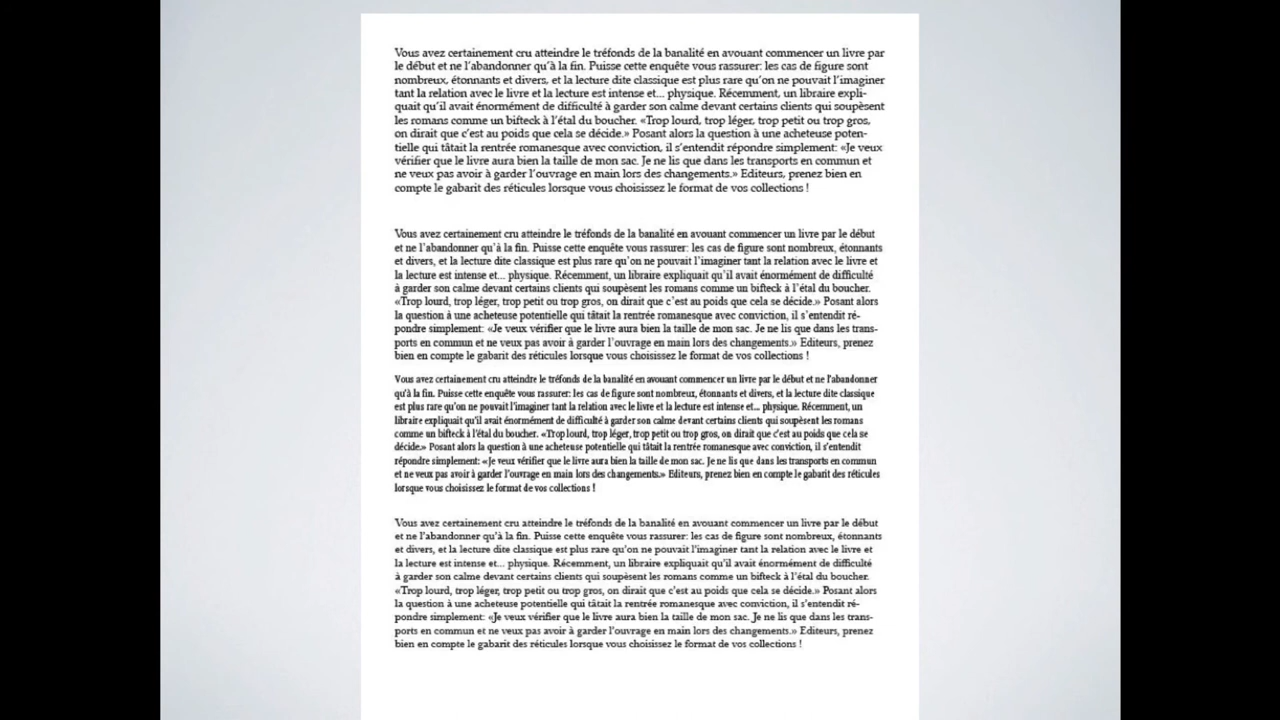 Vous avez certainement cru atteindre le tréfonds de la banalité en avouant commencer un livre par
le début et ne l'abandonner qu'à la fin. Puisse cette enquête vous rassurer: les cas de figure sont
nombreux, étonnants et divers, et la lecture dite classique est plus rare qu'on ne pouvait l'imaginer
tant la relation avec le livre et la lecture est intense et... physique. Récemment, un libraire expli-
quait qu'il avait énormément de difficulté à garder son calme devant certains clients qui soupèsent
les romans comme un bifteck à l'étal du boucher. «Trop lourd, trop léger, trop petit ou trop gros,
on dirait que c'est au poids que cela se décide.» Posant alors la question à une acheteuse poten-
tielle qui tâtait la rentrée romanesque avec conviction, il s'entendit répondre simplement: «Je veux
vérifier que le livre aura bien la taille de mon sac. Je ne lis que dans les transports en commun et
ne veux pas avoir à garder l'ouvrage en main lors des changements.» Editeurs, prenez bien en
compte le gabarit des réticules lorsque vous choisissez le format de vos collections !
Vous avez certainement cru atteindre le tréfonds de la banalité en avouant commencer un livre par le début
et ne l'abandonner qu'à la fin. Puisse cette enquête vous rassurer: les cas de figure sont nombreux, étonnants
et divers, et la lecture dite classique est plus rare qu'on ne pouvait l'imaginer tant la relation avec le livre et
la lecture est intense et... physique. Récemment, un libraire expliquait qu'il avait énormément de difficulté
à garder son calme devant certains clients qui soupèsent les romans comme un bifteck à l'étal du boucher.
«Trop lourd, trop léger, trop petit ou trop gros, on dirait que c'est au poids que cela se décide.» Posant alors
la question à une acheteuse potentielle qui tâtait la rentrée romanesque avec conviction, il s'entendit ré-
pondre simplement: «Je veux vérifier que le livre aura bien la taille de mon sac. Je ne lis que dans les trans-
ports en commun et ne veux pas avoir à garder l'ouvrage en main lors des changements.» Editeurs, prenez
bien en compte le gabarit des réticules lorsque vous choisissez le format de vos collections !
Vous avez certainement cru atteindre le tréfonds de la banalité en avouant commencer un livre par le début et ne l'abandonner
qu'à la fin. Puisse cette enquête vous rassurer: les cas de figure sont nombreux, étonnants et divers, et la lecture dite classique
est plus rare qu'on ne pouvait l'imaginer tant la relation avec le livre et la lecture est intense et... physique. Récemment, un
libraire expliquait qu'il avait énormément de difficulté à garder son calme devant certains clients qui soupèsent les romans
comme un bifteck à l'étal du boucher. «Trop lourd, trop léger, trop petit ou trop gros, on dirait que c'est au poids que cela se
décide.» Posant alors la question à une acheteuse potentielle qui tâtait la rentrée romanesque avec conviction, il s'entendit
répondre simplement: «Je veux vérifier que le livre aura bien la taille de mon sac. Je ne lis que dans les transports en commun
et ne veux pas avoir à garder l'ouvrage en main lors des changements.» Editeurs, prenez bien en compte le gabarit des réticules
lorsque vous choisissez le format de vos collections !
Vous avez certainement cru atteindre le tréfonds de la banalité en avouant commencer un livre par le début
et ne l'abandonner qu'à la fin. Puisse cette enquête vous rassurer: les cas de figure sont nombreux, étonnants
et divers, et la lecture dite classique est plus rare qu'on ne pouvait l'imaginer tant la relation avec le livre et
la lecture est intense et... physique. Récemment, un libraire expliquait qu'il avait énormément de difficulté
à garder son calme devant certains clients qui soupèsent les romans comme un bifteck à l'étal du boucher.
«Trop lourd, trop léger, trop petit ou trop gros, on dirait que c'est au poids que cela se décide.» Posant alors
la question à une acheteuse potentielle qui tâtait la rentrée romanesque avec conviction, il s'entendit ré-
pondre simplement: «Je veux vérifier que le livre aura bien la taille de mon sac. Je ne lis que dans les trans-
ports en commun et ne veux pas avoir à garder l'ouvrage en main lors des changements.» Editeurs, prenez
bien en compte le gabarit des réticules lorsque vous choisissez le format de vos collections !